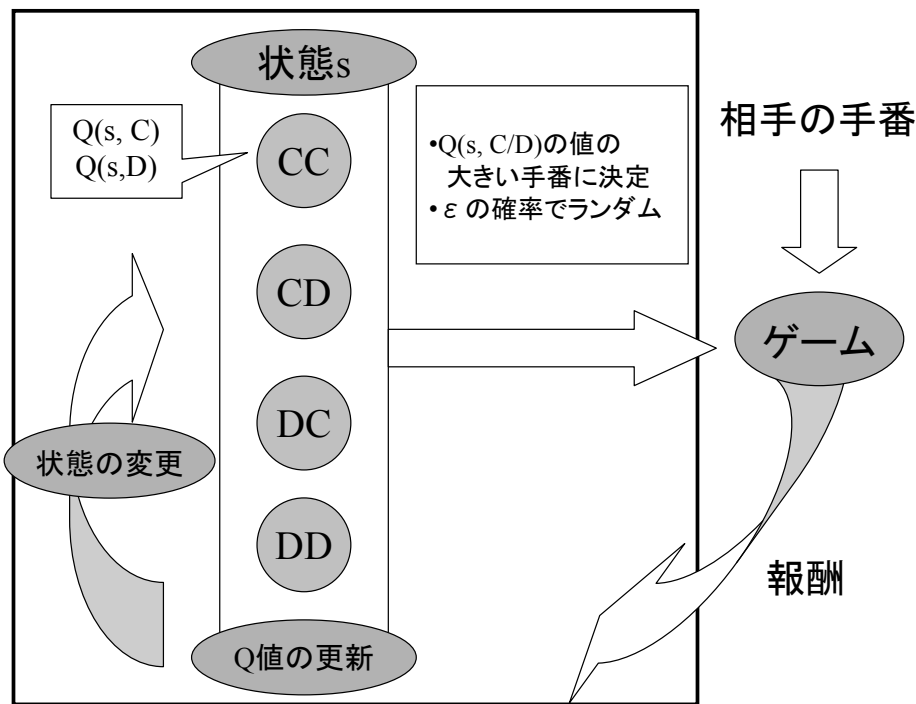 状態s
Q(s, C)
Q(s,D)
CC
•Q(s, C/D)の値の
大きい手番に決定
•εの確率でランダム
相手の手番
CD
ゲーム
DC
状態の変更
DD
報酬
Q値の更新